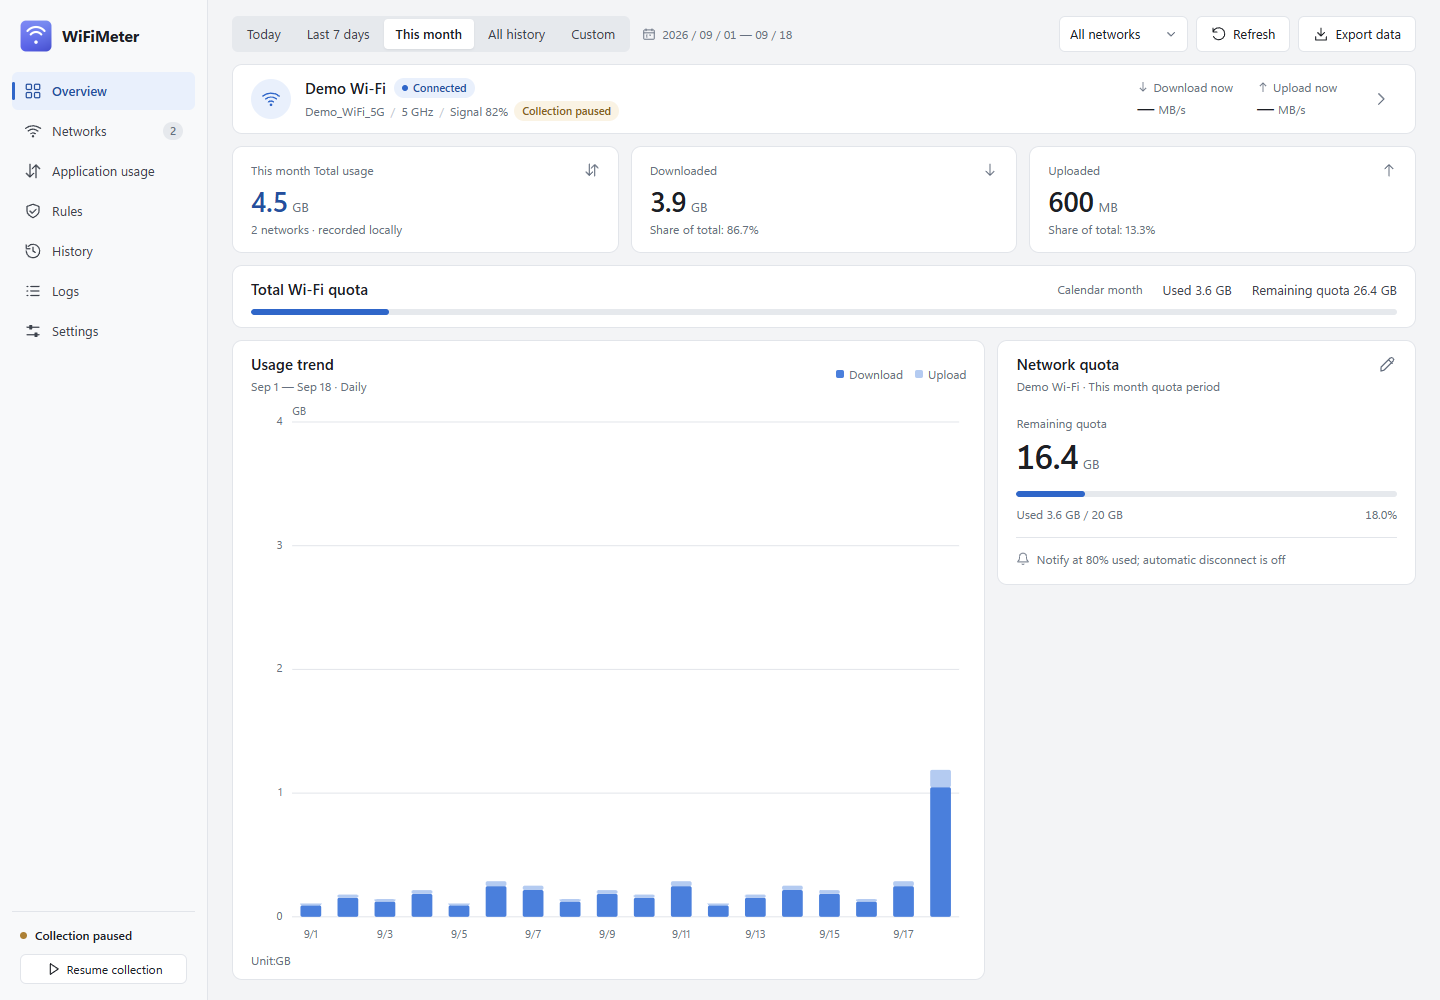 WiFiMeter
Overview
Networks 2
Application usage
Rules
History
Logs
Settings
Collection paused
Resume collection
Today Last 7 days This month All history Custom 2026 / 09 / 01 — 09 / 18
All networks Refresh Export data
Demo Wi-Fi Connected
Demo_WiFi_5G / 5 GHz / Signal 82% Collection paused
Download now Upload now
— MB/s — MB/s
This month Total usage
4.5 GB
2 networks · recorded locally
Downloaded
3.9 GB
Share of total: 86.7%
Uploaded
600 MB
Share of total: 13.3%
Total Wi-Fi quota Calendar month Used 3.6 GB Remaining quota 26.4 GB
Usage trend
Sep 1 — Sep 18 · Daily
Download Upload
GB
4
3
2
1
0
9/1 9/3 9/5 9/7 9/9 9/11 9/13 9/15 9/17
Unit:GB
Network quota
Demo Wi-Fi · This month quota period
Remaining quota
16.4 GB
Used 3.6 GB / 20 GB 18.0%
Notify at 80% used; automatic disconnect is off